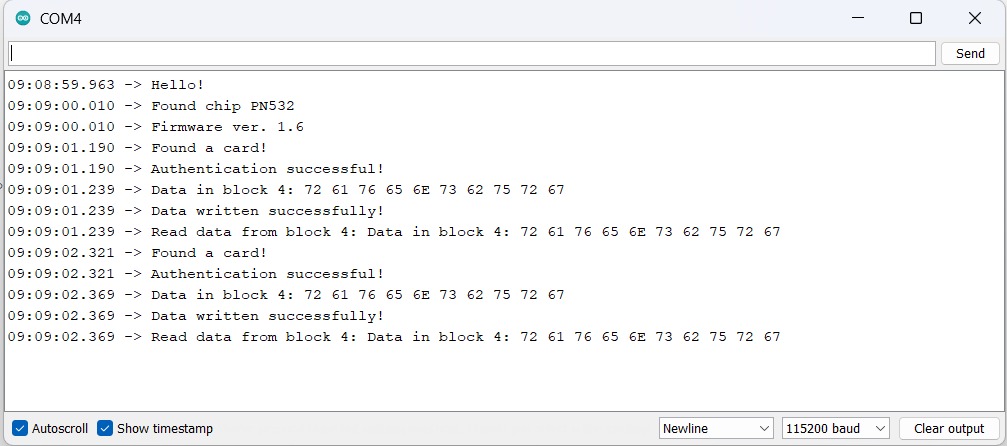 COM4
Send
09:08:59.963 -> Hello!
09:09:00.010 -> Found chip PN532
09:09:00.010 -> Firmware ver. 1.6
09:09:01.190 -> Found a card!
09:09:01.190 -> Authentication successful!
09:09:01.239 -> Data in block 4: 72 61 76 65 6E 73 62 75 72 67
09:09:01.239 -> Data written successfully!
09:09:01.239 -> Read data from block 4: Data in block 4: 72 61 76 65 6E 73 62 75 72 67
09:09:02.321 -> Found a card!
09:09:02.321 -> Authentication successful!
09:09:02.369 -> Data in block 4: 72 61 76 65 6E 73 62 75 72 67
09:09:02.369 -> Data written successfully!
09:09:02.369 -> Read data from block 4: Data in block 4: 72 61 76 65 6E 73 62 75 72 67
Autoscroll Show timestamp Newline 115200 baud Clear output